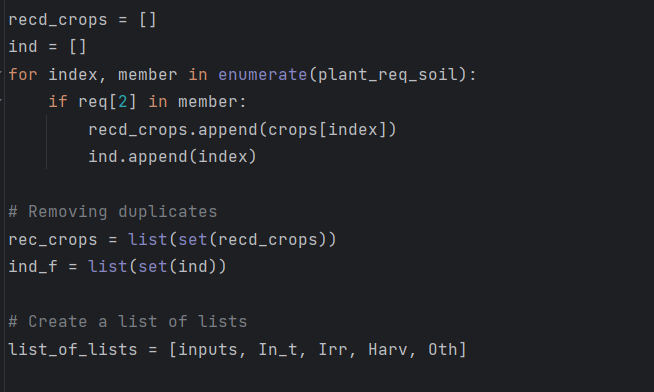 recd_crops = []
ind = []
for index, member in enumerate(plant_req_soil):
    if req[2] in member:
        recd_crops.append(crops[index])
        ind.append(index)

# Removing duplicates
rec_crops = list(set(recd_crops))
ind_f = list(set(ind))

# Create a list of lists
list_of_lists = [inputs, In_t, Irr, Harv, Oth]